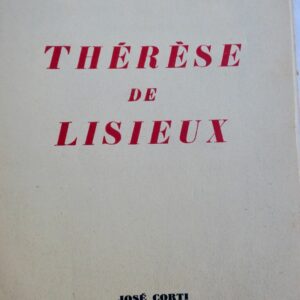 THÉRÈSE
DE
LISIEUX
JOSÉ CORTI